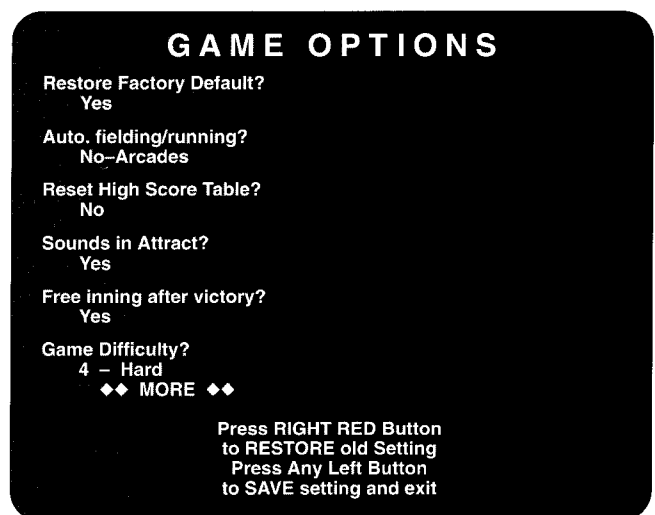 GAME OPTIONS
Restore Factory Default?
Yes
Auto. fielding/running?
No–Arcades
Reset High Score Table?
No
Sounds in Attract?
Yes
Free inning after victory?
Yes
Game Difficulty?
4 – Hard
◆◆ MORE ◆◆
Press RIGHT RED Button
to RESTORE old Setting
Press Any Left Button
to SAVE setting and exit